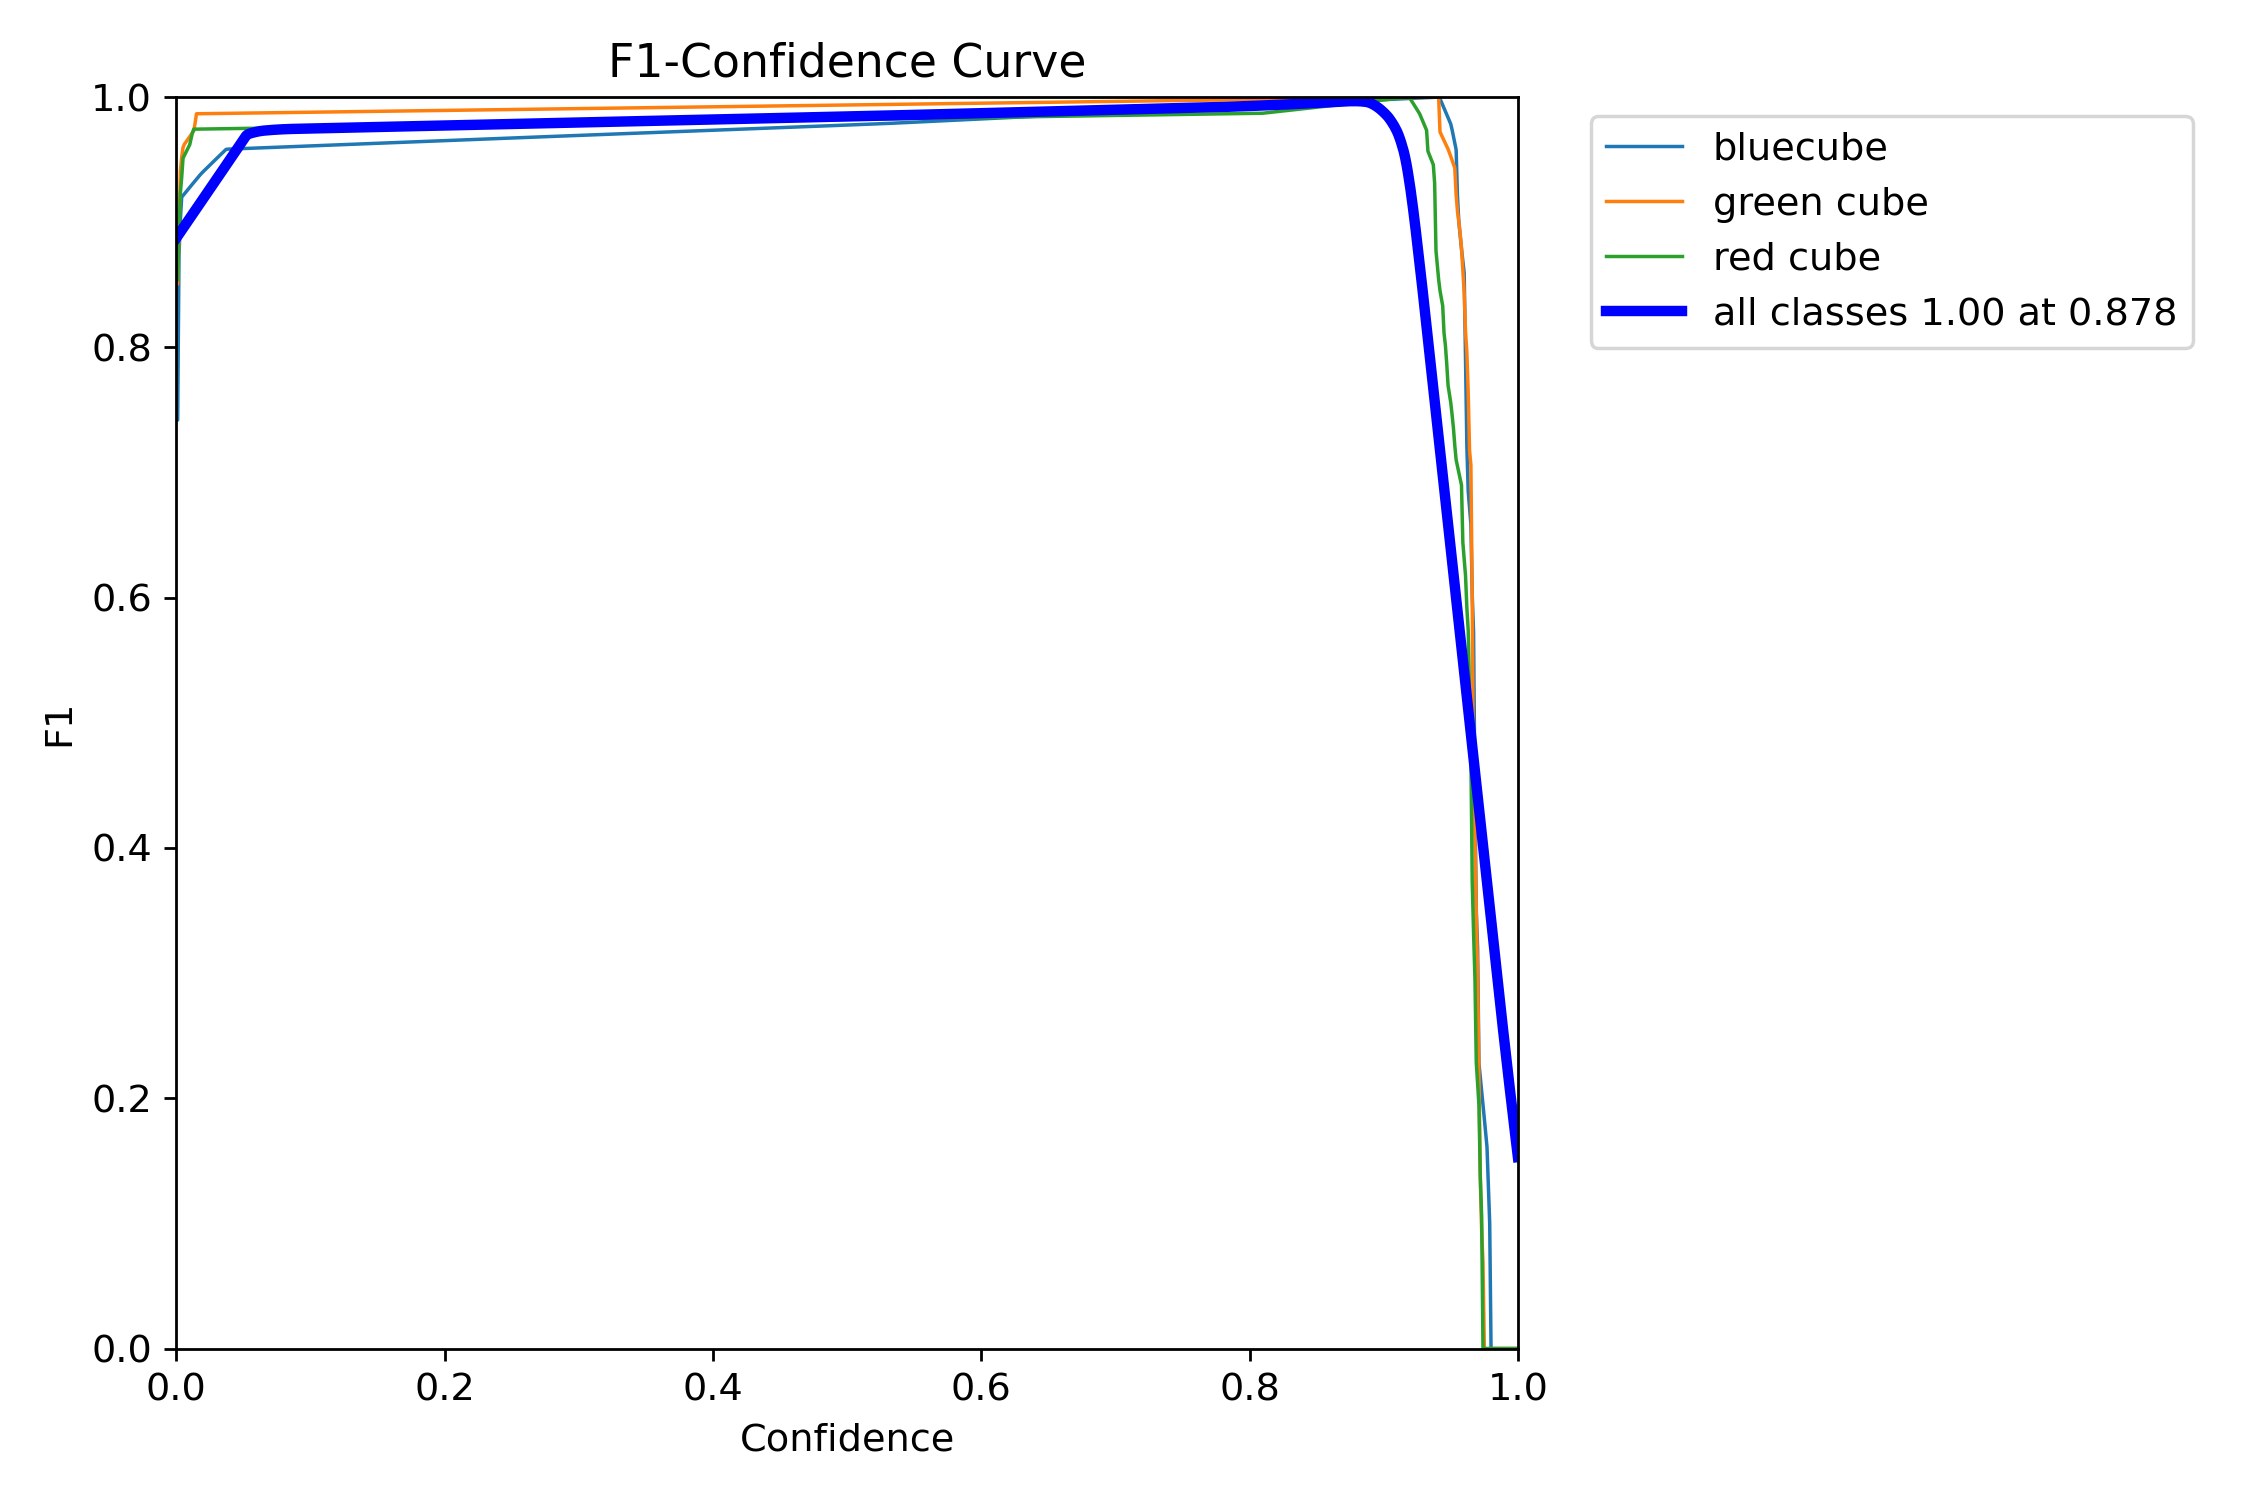 F1-Confidence Curve
1.0
0.8
0.6
0.4
0.2
0.0
F1
0.0 0.2 0.4 0.6 0.8 1.0
Confidence
bluecube
green cube
red cube
all classes 1.00 at 0.878